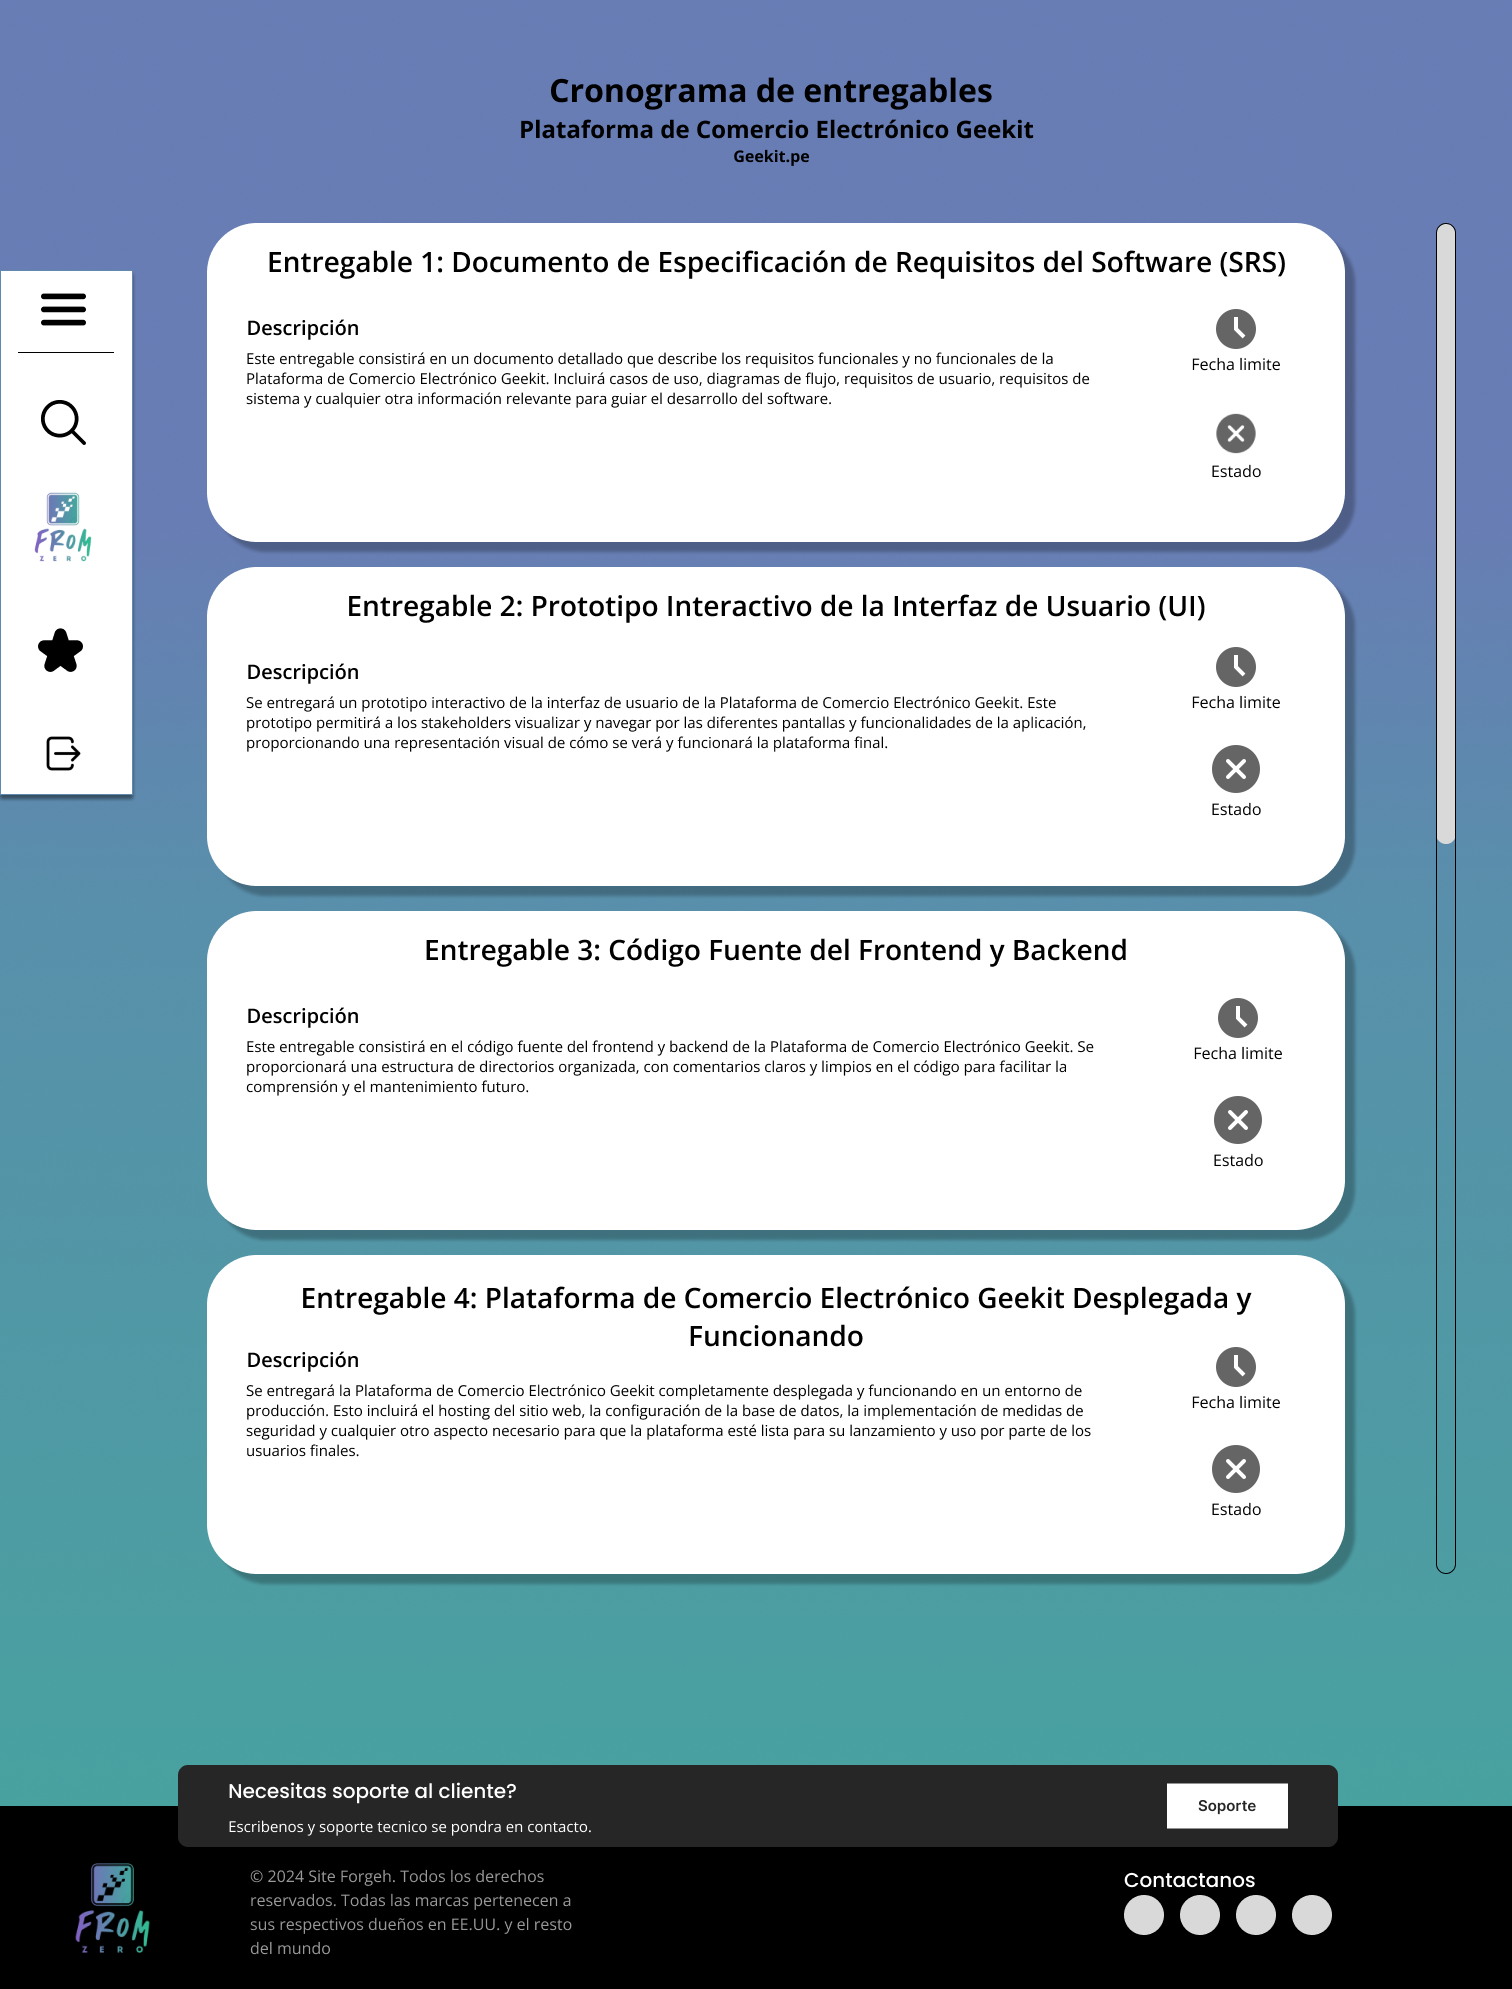 Cronograma de entregables
Plataforma de Comercio Electrónico Geekit
Geekit.pe
Entregable 1: Documento de Especificación de Requisitos del Software (SRS)
Descripción
Este entregable consistirá en un documento detallado que describe los requisitos funcionales y no funcionales de la
Plataforma de Comercio Electrónico Geekit. Incluirá casos de uso, diagramas de flujo, requisitos de usuario, requisitos de
sistema y cualquier otra información relevante para guiar el desarrollo del software.
Fecha limite
Estado
FROM
ZERO
Entregable 2: Prototipo Interactivo de la Interfaz de Usuario (UI)
Descripción
Se entregará un prototipo interactivo de la interfaz de usuario de la Plataforma de Comercio Electrónico Geekit. Este
prototipo permitirá a los stakeholders visualizar y navegar por las diferentes pantallas y funcionalidades de la aplicación,
proporcionando una representación visual de cómo se verá y funcionará la plataforma final.
Fecha limite
Estado
Entregable 3: Código Fuente del Frontend y Backend
Descripción
Este entregable consistirá en el código fuente del frontend y backend de la Plataforma de Comercio Electrónico Geekit. Se
proporcionará una estructura de directorios organizada, con comentarios claros y limpios en el código para facilitar la
comprensión y el mantenimiento futuro.
Fecha limite
Estado
Entregable 4: Plataforma de Comercio Electrónico Geekit Desplegada y
Funcionando
Descripción
Se entregará la Plataforma de Comercio Electrónico Geekit completamente desplegada y funcionando en un entorno de
producción. Esto incluirá el hosting del sitio web, la configuración de la base de datos, la implementación de medidas de
seguridad y cualquier otro aspecto necesario para que la plataforma esté lista para su lanzamiento y uso por parte de los
usuarios finales.
Fecha limite
Estado
Necesitas soporte al cliente?
Escribenos y soporte tecnico se pondra en contacto.
Soporte
FROM
ZERO
© 2024 Site Forgeh. Todos los derechos
reservados. Todas las marcas pertenecen a
sus respectivos dueños en EE.UU. y el resto
del mundo
Contactanos